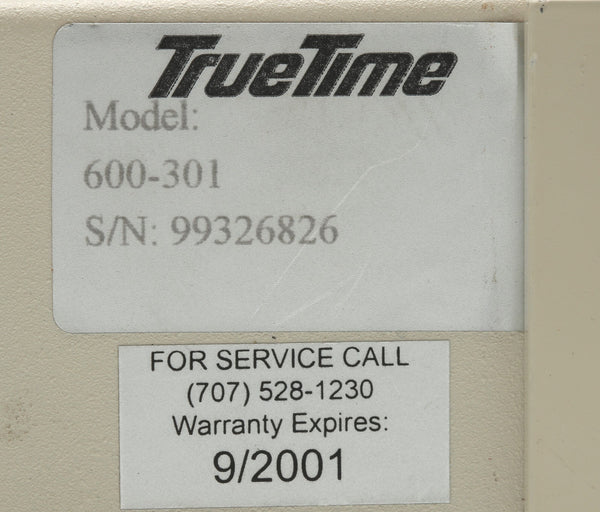 TrueTime
Model:
600-301
S/N: 99326826
FOR SERVICE CALL
(707) 528-1230
Warranty Expires:
9/2001